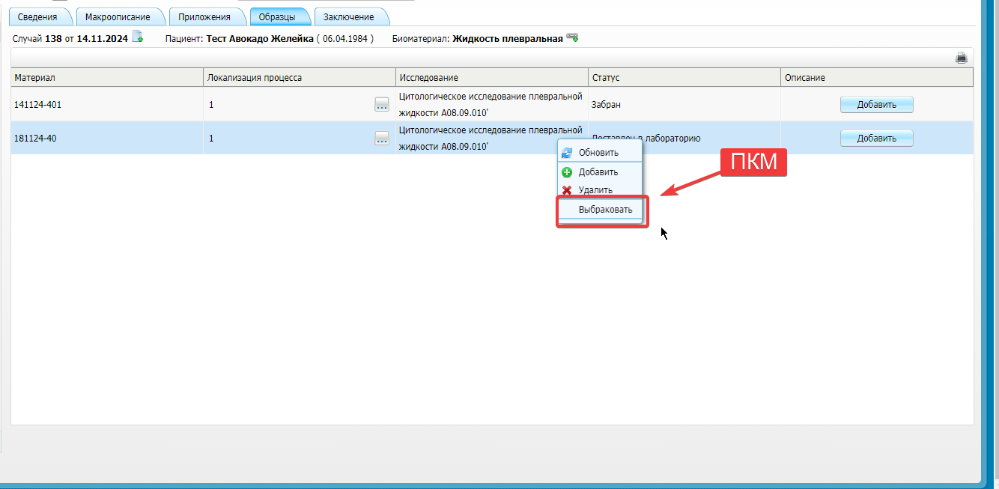 Сведения Макроописание Приложения Образцы Заключение
Случай 138 от 14.11.2024 Пациент: Тест Авокадо Желейка ( 06.04.1984 ) Биоматериал: Жидкость плевральная
Материал Локализация процесса Исследование Статус Описание
141124-401 1 ... Цитологическое исследование плевральной жидкости A08.09.010' Забран Добавить
181124-40 1 ... Цитологическое исследование плевральной жидкости A08.09.010' Доставлен в лабораторию Добавить
Обновить
Добавить
Удалить
Выбраковать
ПКМ